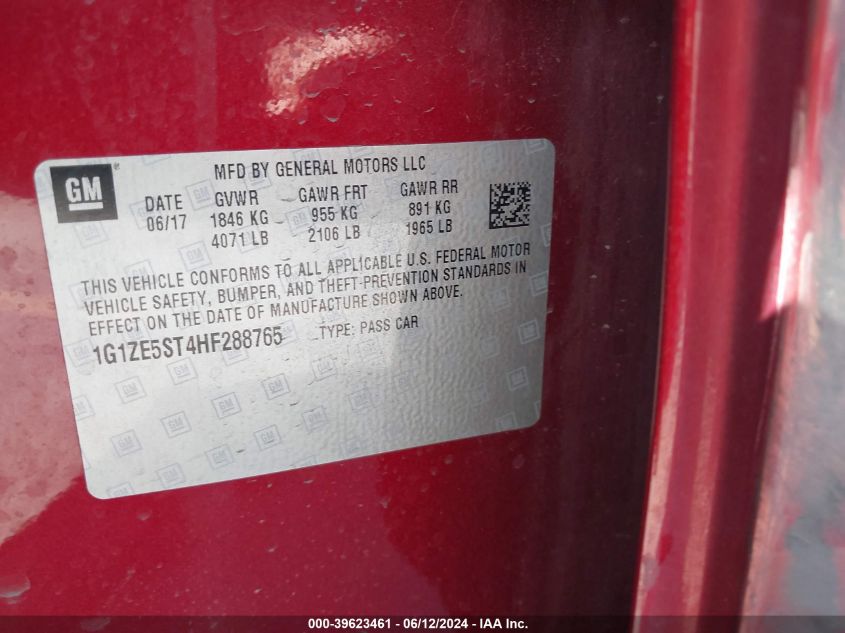 GM
MFD BY GENERAL MOTORS LLC
DATE GVWR GAWR FRT GAWR RR
06/17 1846 KG 955 KG 891 KG
4071 LB 2106 LB 1965 LB
THIS VEHICLE CONFORMS TO ALL APPLICABLE U.S. FEDERAL MOTOR
VEHICLE SAFETY, BUMPER, AND THEFT-PREVENTION STANDARDS IN
EFFECT ON THE DATE OF MANUFACTURE SHOWN ABOVE.
1G1ZE5ST4HF288765 TYPE: PASS CAR
000-39623461 - 06/12/2024 - IAA Inc.